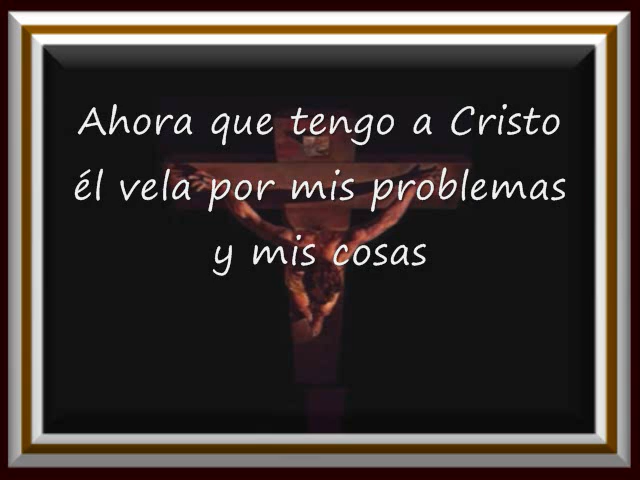 Ahora que tengo a Cristo
él vela por mis problemas
y mis cosas